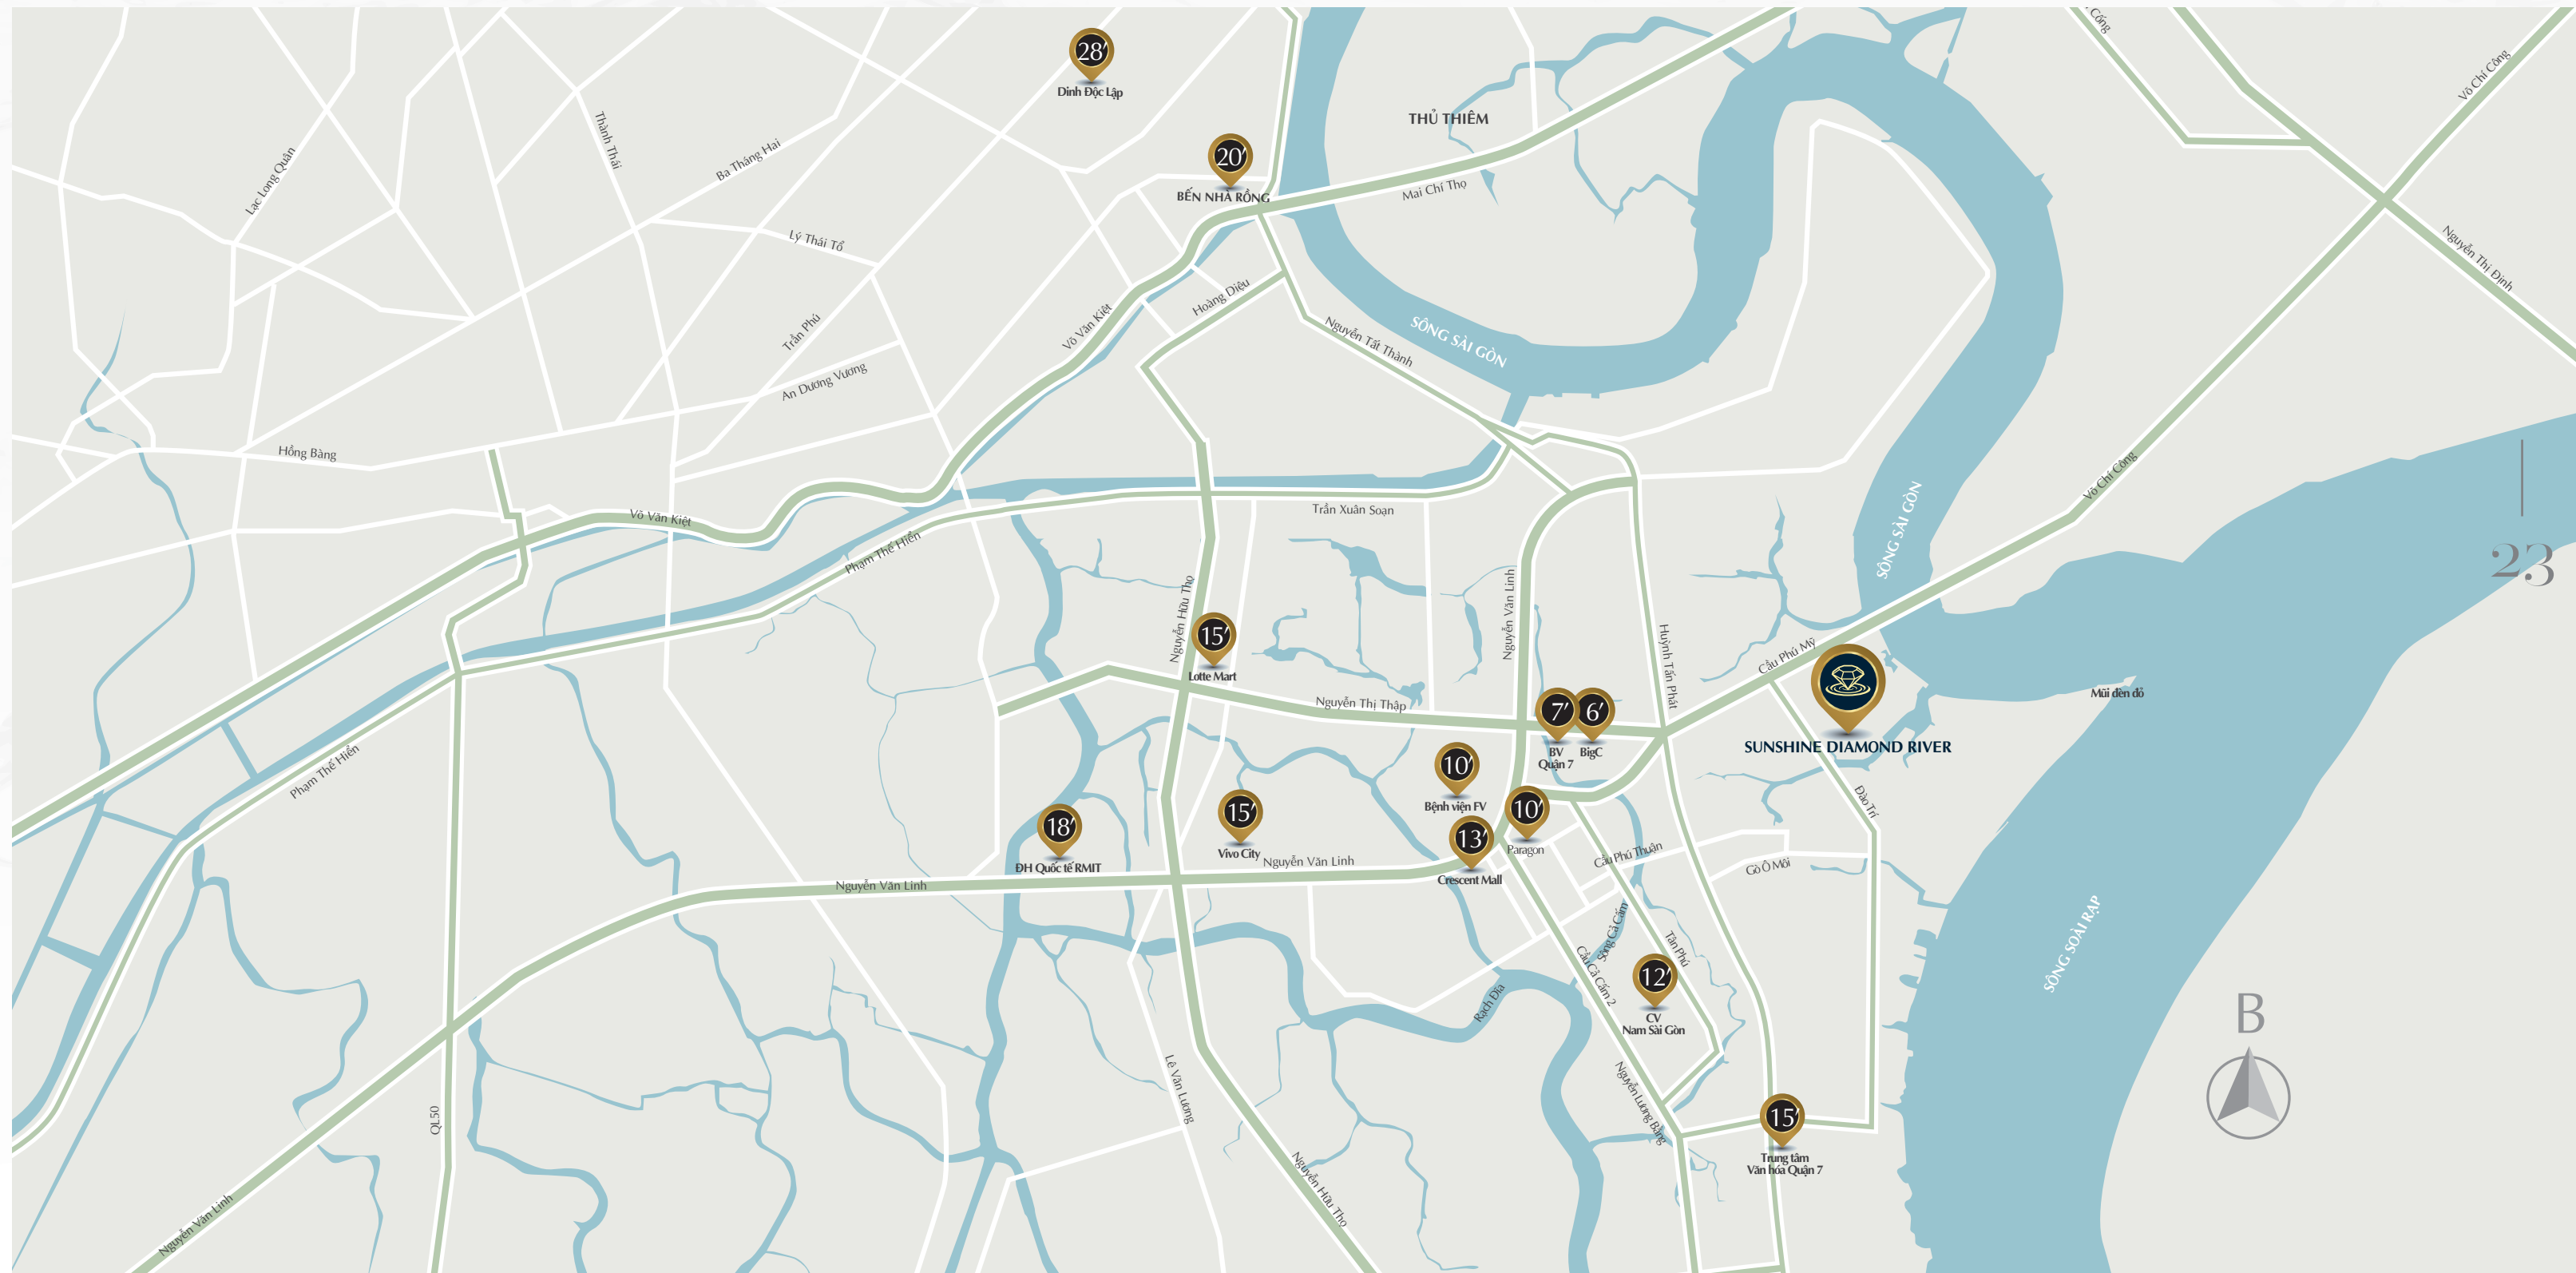 Cống
Võ Chí Công
28'
Dinh Độc Lập
THỦ THIÊM
Thành Thái
Ba Tháng Hai
Lạc Long Quân
20'
BẾN NHÀ RỒNG
Mai Chí Thọ
Lý Thái Tổ
Nguyễn Thị Định
Hoàng Diệu
Trần Phú
Võ Văn Kiệt
Nguyễn Tất Thành
SÔNG SÀI GÒN
An Dương Vương
Hồng Bàng
Võ Chí Công
Võ Văn Kiệt
Trần Xuân Soạn
SÔNG SÀI GÒN
23
Phạm Thế Hiển
Nguyễn Hữu Thọ
Nguyễn Văn Linh
Huỳnh Tấn Phát
15'
Lotte Mart
Cầu Phú Mỹ
Mũi đèn đỏ
Nguyễn Thị Thập
7'
6'
BV
Quận 7
BigC
SUNSHINE DIAMOND RIVER
Phạm Thế Hiển
10'
Bệnh viện FV
10'
Paragon
Đào Trí
18'
ĐH Quốc tế RMIT
15'
Vivo City
13'
Crescent Mall
Nguyễn Văn Linh
Cầu Phú Thuận
Gò Ô Môi
Nguyễn Văn Linh
Sông Cả Cấm
Tân Phú
Cầu Cả Cấm 2
SÔNG SOÀI RẠP
12'
CV
Nam Sài Gòn
Rạch Đỉa
B
Lê Văn Lương
QL50
Nguyễn Lương Bằng
15'
Trung tâm
Văn hóa Quận 7
Nguyễn Hữu Thọ
Nguyễn Văn Linh